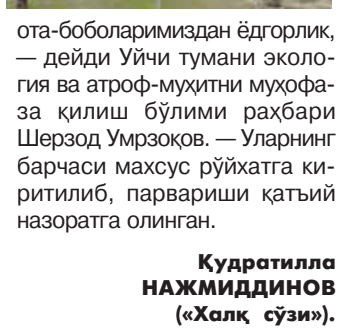 ота-боболаримиздан ёдгорлик,
— дейди Уйчи тумани эколо-
гия ва атроф-муҳитни муҳофа-
за қилиш бўлими раҳбари
Шерзод Умрзоқов. — Уларнинг
барчаси махсус рўйхатга ки-
ритилиб, парвариши қатъий
назоратга олинган.
Қудратилла
НАЖМИДДИНОВ
(«Халқ сўзи»).